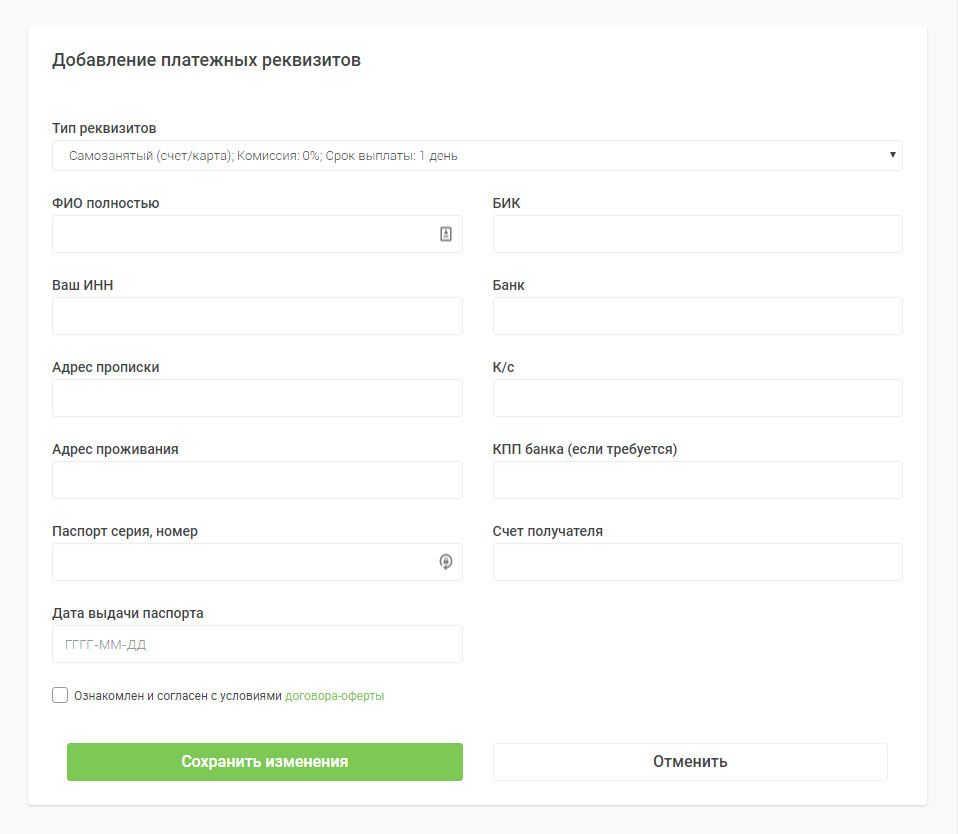 Добавление платежных реквизитов
Тип реквизитов
Самозанятый (счет/карта); Комиссия: 0%; Срок выплаты: 1 день
ФИО полностью
БИК
Ваш ИНН
Банк
Адрес прописки
К/с
Адрес проживания
КПП банка (если требуется)
Паспорт серия, номер
Счет получателя
Дата выдачи паспорта
ГГГГ-ММ-ДД
Ознакомлен и согласен с условиями договора-оферты
Сохранить изменения
Отменить